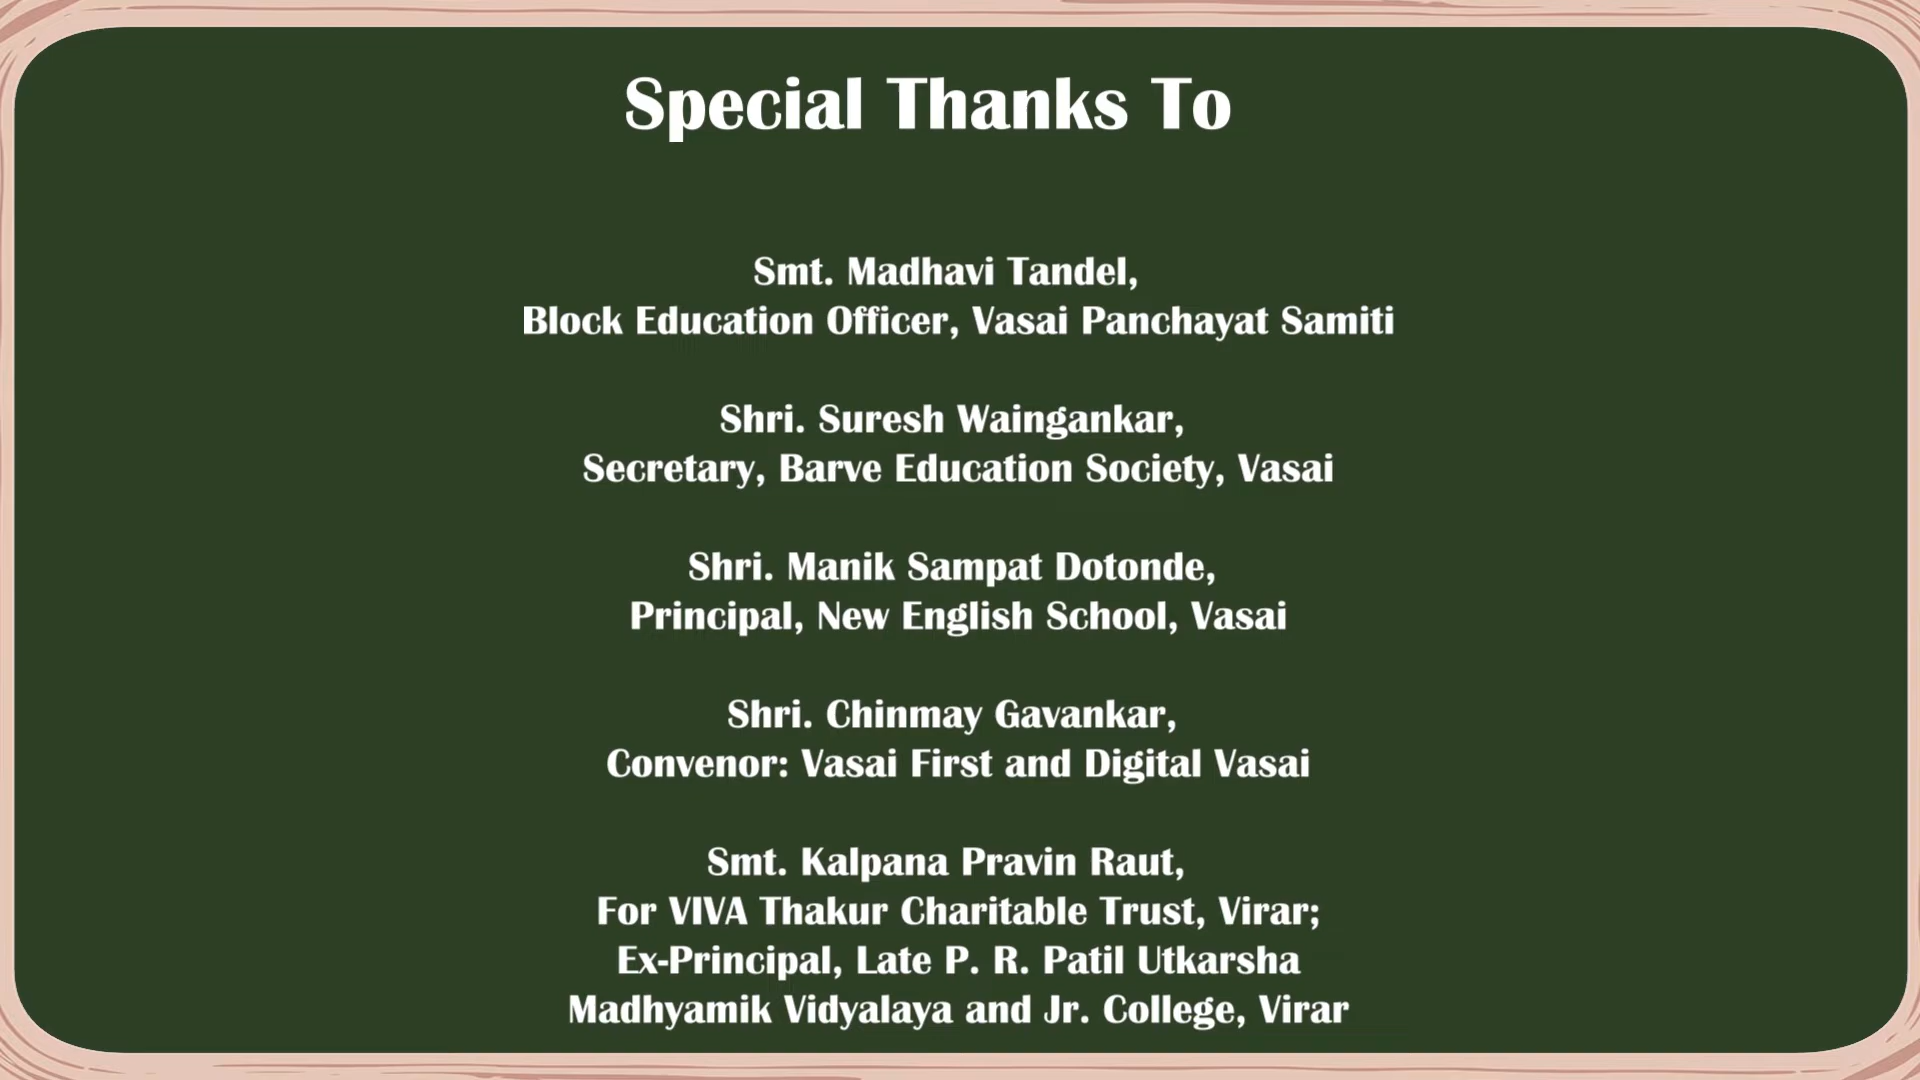 Special Thanks To
Smt. Madhavi Tandel,
Block Education Officer, Vasai Panchayat Samiti
Shri. Suresh Waingankar,
Secretary, Barve Education Society, Vasai
Shri. Manik Sampat Dotonde,
Principal, New English School, Vasai
Shri. Chinmay Gavankar,
Convenor: Vasai First and Digital Vasai
Smt. Kalpana Pravin Raut,
For VIVA Thakur Charitable Trust, Virar;
Ex-Principal, Late P. R. Patil Utkarsha
Madhyamik Vidyalaya and Jr. College, Virar